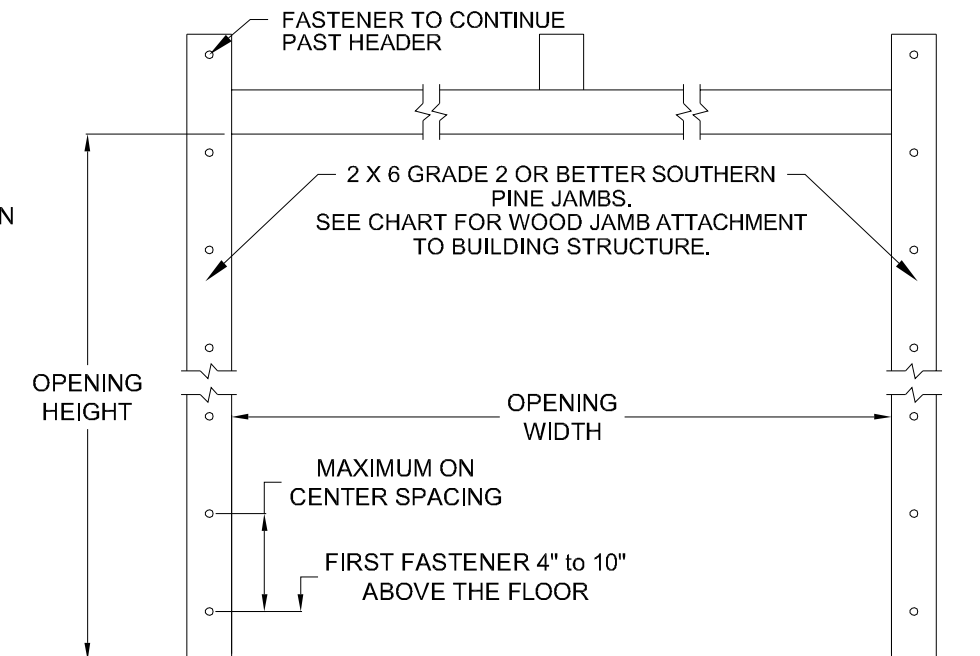 FASTENER TO CONTINUE
PAST HEADER
2 X 6 GRADE 2 OR BETTER SOUTHERN
PINE JAMBS.
SEE CHART FOR WOOD JAMB ATTACHMENT
TO BUILDING STRUCTURE.
N
OPENING
HEIGHT
OPENING
WIDTH
MAXIMUM ON
CENTER SPACING
FIRST FASTENER 4" to 10"
ABOVE THE FLOOR